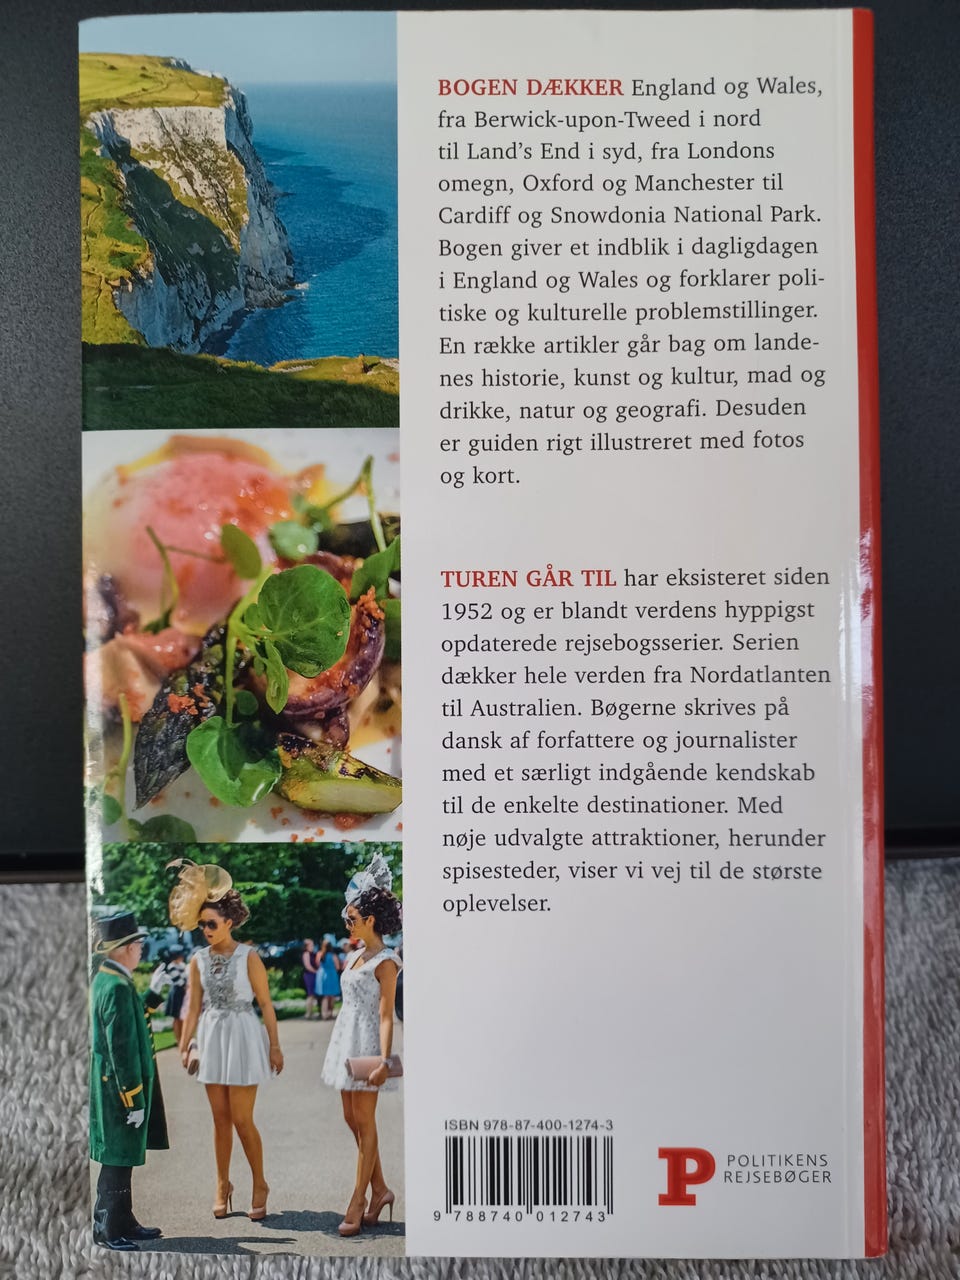 BOGEN DÆKKER England og Wales,
fra Berwick-upon-Tweed i nord
til Land’s End i syd, fra Londons
omegn, Oxford og Manchester til
Cardiff og Snowdonia National Park.
Bogen giver et indblik i dagligdagen
i England og Wales og forklarer poli-
tiske og kulturelle problemstillinger.
En række artikler går bag om lande-
nes historie, kunst og kultur, mad og
drikke, natur og geografi. Desuden
er guiden rigt illustreret med fotos
og kort.
TUREN GÅR TIL har eksisteret siden
1952 og er blandt verdens hyppigst
opdaterede rejsebogsserier. Serien
dækker hele verden fra Nordatlanten
til Australien. Bøgerne skrives på
dansk af forfattere og journalister
med et særligt indgående kendskab
til de enkelte destinationer. Med
nøje udvalgte attraktioner, herunder
spisesteder, viser vi vej til de største
oplevelser.
ISBN 978-87-400-1274-3
9 788740 012743
P POLITIKENS
REJSEBØGER